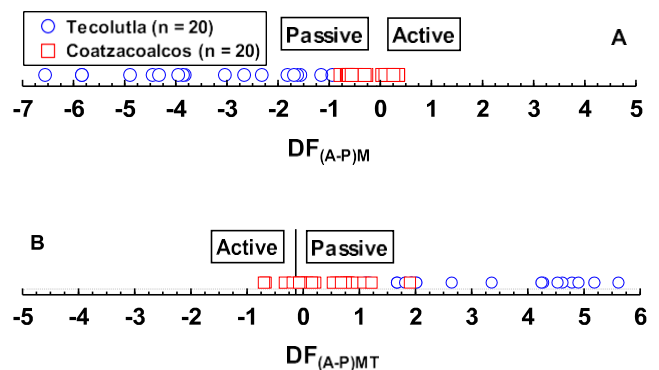 Tecolutla (n = 20)
Coatzacoalcos (n = 20)
Passive
Active
A
-7 -6 -5 -4 -3 -2 -1 0 1 2 3 4 5
DF(A-P)M
B
Active
Passive
-5 -4 -3 -2 -1 0 1 2 3 4 5 6
DF(A-P)MT